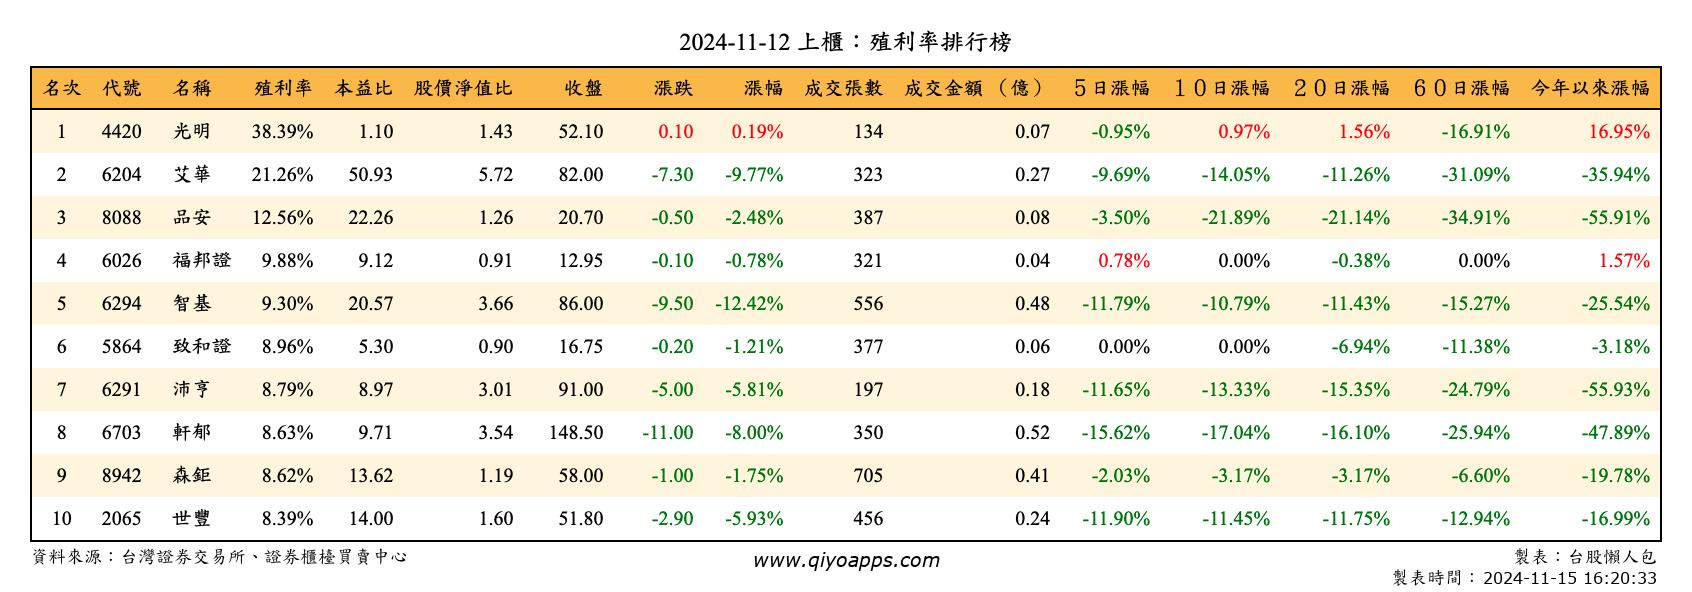 2024-11-12 上櫃：殖利率排行榜
名次 代號 名稱 殖利率 本益比 股價淨值比 收盤 漲跌 漲幅 成交張數 成交金額（億） 5日漲幅 10日漲幅 20日漲幅 60日漲幅 今年以來漲幅
1 4420 光明 38.39% 1.10 1.43 52.10 0.10 0.19% 134 0.07 -0.95% 0.97% 1.56% -16.91% 16.95%
2 6204 艾華 21.26% 50.93 5.72 82.00 -7.30 -9.77% 323 0.27 -9.69% -14.05% -11.26% -31.09% -35.94%
3 8088 品安 12.56% 22.26 1.26 20.70 -0.50 -2.48% 387 0.08 -3.50% -21.89% -21.14% -34.91% -55.91%
4 6026 福邦證 9.88% 9.12 0.91 12.95 -0.10 -0.78% 321 0.04 0.78% 0.00% -0.38% 0.00% 1.57%
5 6294 智基 9.30% 20.57 3.66 86.00 -9.50 -12.42% 556 0.48 -11.79% -10.79% -11.43% -15.27% -25.54%
6 5864 致和證 8.96% 5.30 0.90 16.75 -0.20 -1.21% 377 0.06 0.00% 0.00% -6.94% -11.38% -3.18%
7 6291 沛亨 8.79% 8.97 3.01 91.00 -5.00 -5.81% 197 0.18 -11.65% -13.33% -15.35% -24.79% -55.93%
8 6703 軒郁 8.63% 9.71 3.54 148.50 -11.00 -8.00% 350 0.52 -15.62% -17.04% -16.10% -25.94% -47.89%
9 8942 森鉅 8.62% 13.62 1.19 58.00 -1.00 -1.75% 705 0.41 -2.03% -3.17% -3.17% -6.60% -19.78%
10 2065 世豐 8.39% 14.00 1.60 51.80 -2.90 -5.93% 456 0.24 -11.90% -11.45% -11.75% -12.94% -16.99%
資料來源：台灣證券交易所、證券櫃檯買賣中心 www.qiyoapps.com 製表：台股懶人包
製表時間：2024-11-15 16:20:33